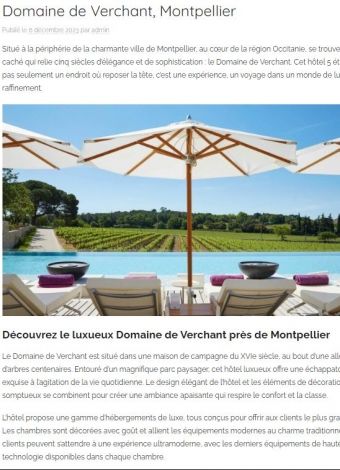 Domaine de Verchant, Montpellier
Publié le 6 décembre 2023 par admin
Situé à la périphérie de la charmante ville de Montpellier, au cœur de la région Occitanie, se trouve
caché qui relie cinq siècles d'élégance et de sophistication : le Domaine de Verchant. Cet hôtel 5 ét
pas seulement un endroit où reposer la tête, c'est une expérience, un voyage dans un monde de lu
raffinement.
Découvrez le luxueux Domaine de Verchant près de Montpellier
Le Domaine de Verchant est situé dans une maison de campagne du XVIe siècle, au bout d'une allé
d'arbres centenaires. Entouré d'un magnifique parc paysager, cet hôtel luxueux offre une échappato
exquise à l'agitation de la vie quotidienne. Le design élégant de l'hôtel et les éléments de décoratio
somptueux se combinent pour créer une ambiance apaisante qui respire le confort et la classe.
L'hôtel propose une gamme d'hébergements de luxe, tous conçus pour offrir aux clients le plus gra
Les chambres sont décorées avec goût et allient les équipements modernes au charme traditionn
clients peuvent s'attendre à une expérience ultramoderne, avec les derniers équipements de haute
technologie disponibles dans chaque chambre.